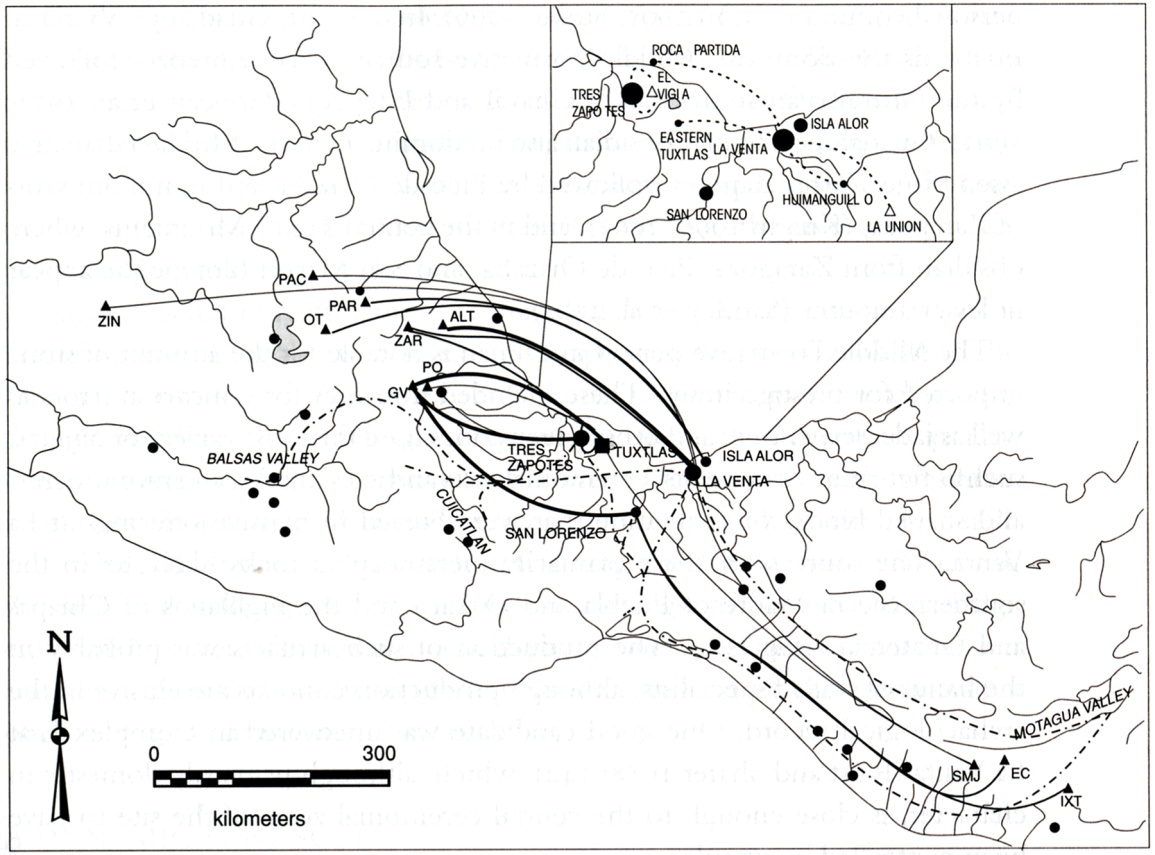 ROCA PARTIDA
EL
VIGIA
TRES
ZAPOTES
ISLA ALOR
EASTERN
TUXTLAS
LA VENTA
HUIMANGUILLO
SAN LORENZO
LA UNION
PAC
ZIN
PAR
OT
ALT
ZAR
PO
GV
BALSAS VALLEY
TRES
ZAPOTES
TUXTLAS
ISLA ALOR
LA VENTA
CUICATLAN
SAN LORENZO
N
MOTAGUA VALLEY
0 300
kilometers
SMJ
EC
IXT